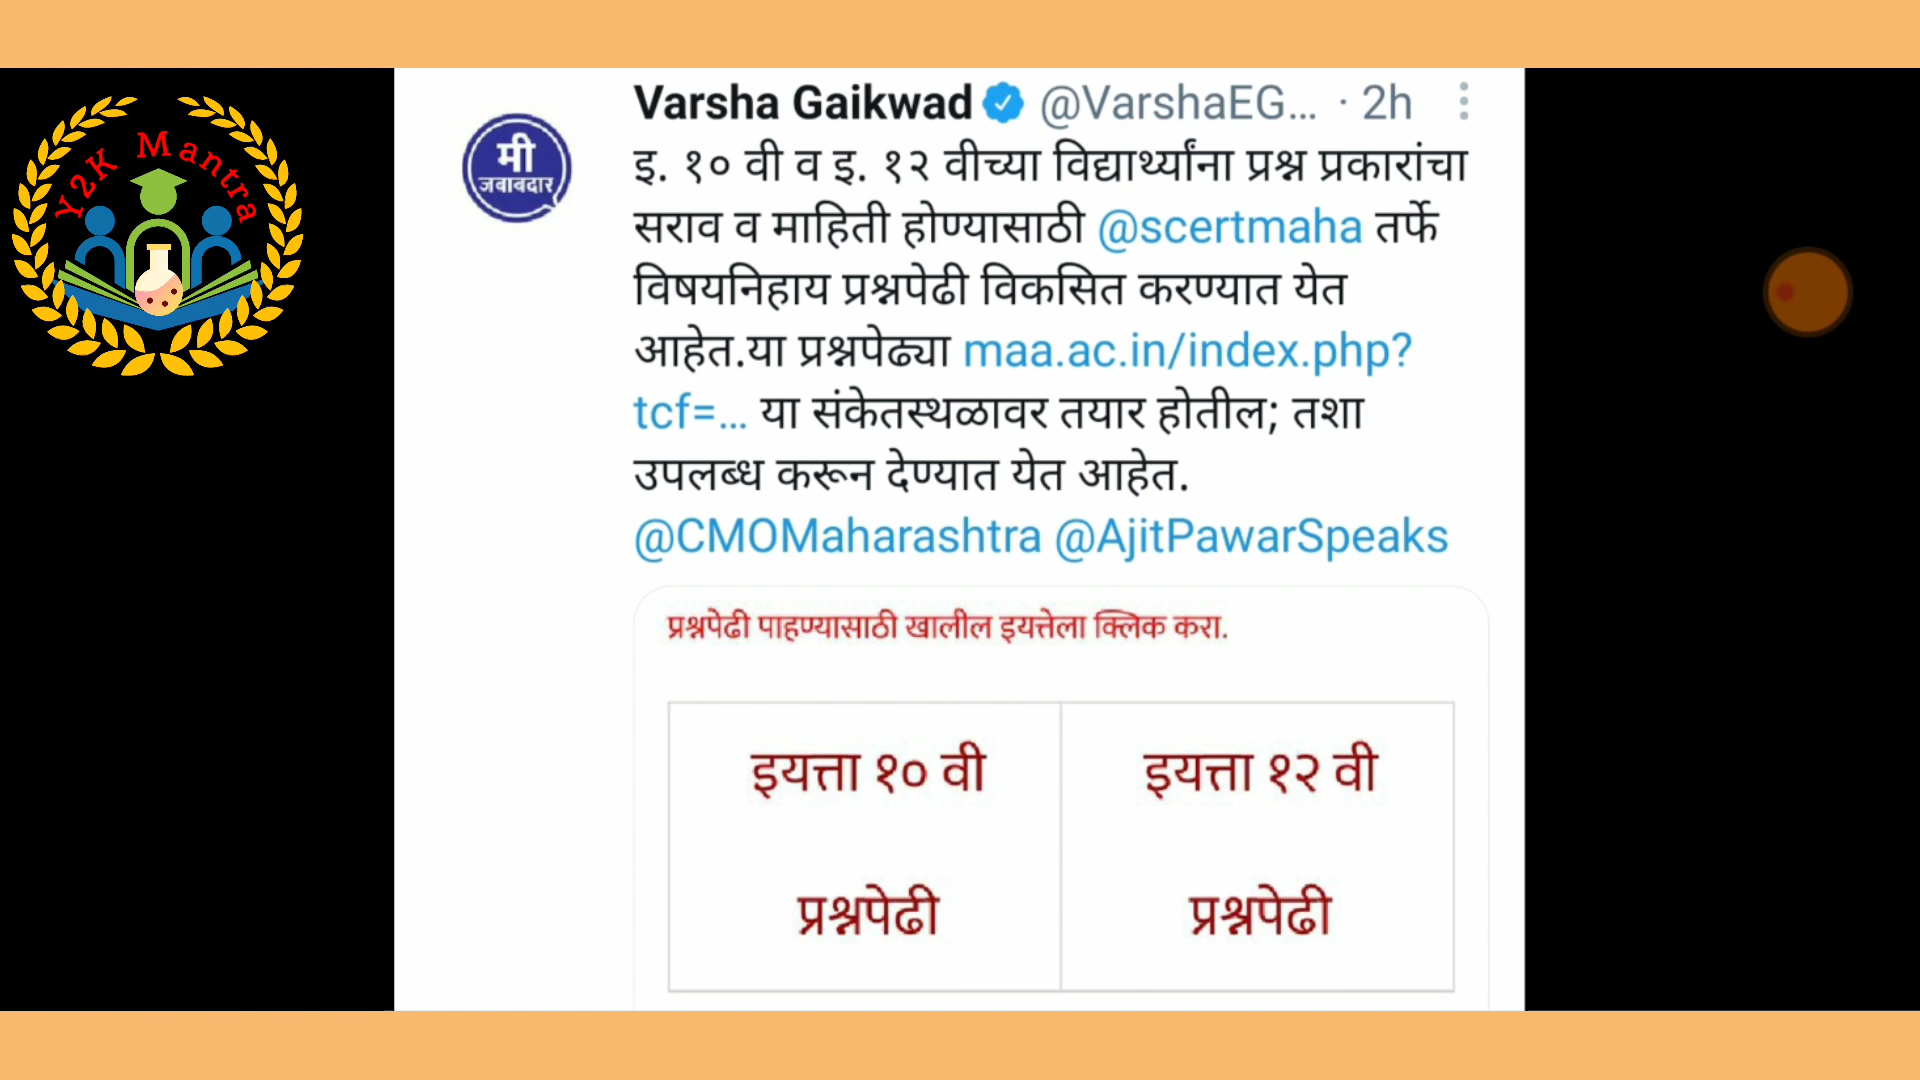 Y2K Mantra
Varsha Gaikwad @VarshaEG... · 2h
मी
जबाबदार
इ. १० वी व इ. १२ वीच्या विद्यार्थ्यांना प्रश्न प्रकारांचा
सराव व माहिती होण्यासाठी @scertmaha तर्फे
विषयनिहाय प्रश्नपेढी विकसित करण्यात येत
आहेत.या प्रश्नपेढ्या maa.ac.in/index.php?
tcf=... या संकेतस्थळावर तयार होतील; तशा
उपलब्ध करून देण्यात येत आहेत.
@CMOMaharashtra @AjitPawarSpeaks
प्रश्नपेढी पाहण्यासाठी खालील इयत्तेला क्लिक करा.
इयत्ता १० वी
प्रश्नपेढी
इयत्ता १२ वी
प्रश्नपेढी